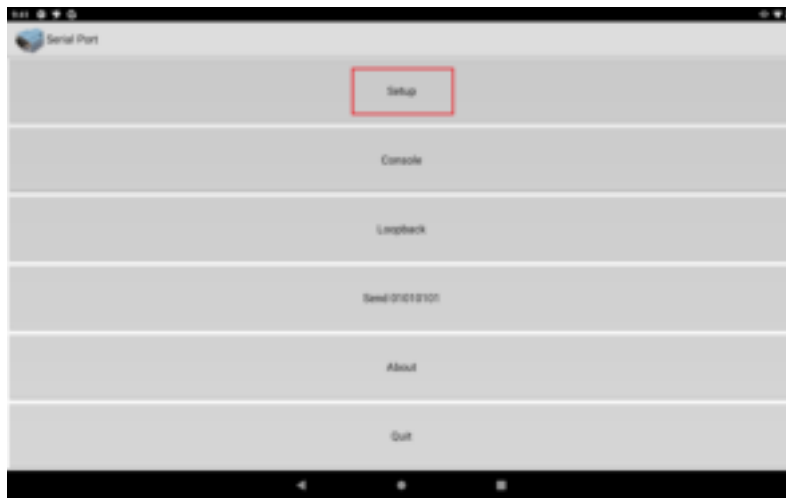 Serial Port
Setup
Console
Loopback
Send 01010101
About
Quit